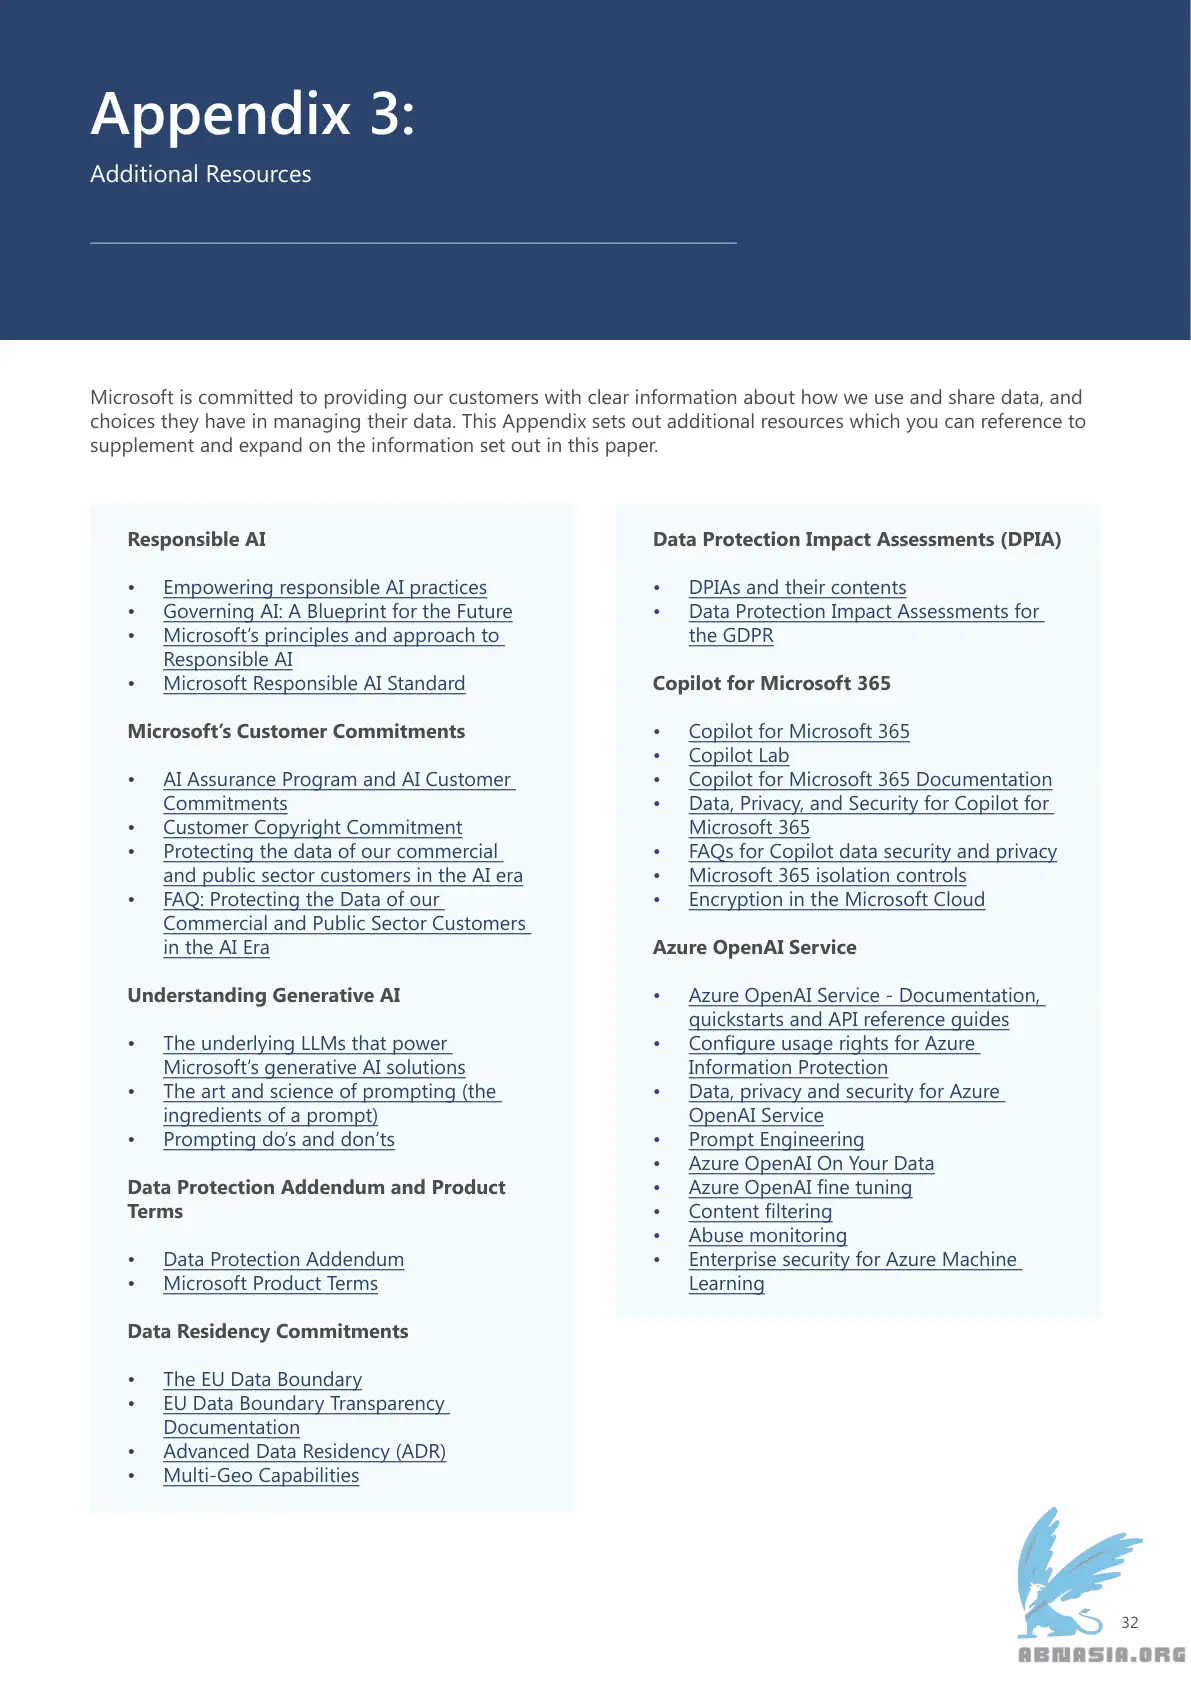 Appendix 3:
Additional Resources
Microsoft is committed to providing our customers with clear information about how we use and share data, and
choices they have in managing their data. This Appendix sets out additional resources which you can reference to
supplement and expand on the information set out in this paper.
Responsible AI
• Empowering responsible AI practices
• Governing AI: A Blueprint for the Future
• Microsoft's principles and approach to
Responsible AI
• Microsoft Responsible AI Standard
Microsoft's Customer Commitments
• AI Assurance Program and AI Customer
Commitments
• Customer Copyright Commitment
• Protecting the data of our commercial
and public sector customers in the AI era
• FAQ: Protecting the Data of our
Commercial and Public Sector Customers
in the AI Era
Understanding Generative AI
• The underlying LLMs that power
Microsoft's generative AI solutions
• The art and science of prompting (the
ingredients of a prompt)
• Prompting do's and don'ts
Data Protection Addendum and Product
Terms
• Data Protection Addendum
• Microsoft Product Terms
Data Residency Commitments
• The EU Data Boundary
• EU Data Boundary Transparency
Documentation
• Advanced Data Residency (ADR)
• Multi-Geo Capabilities
Data Protection Impact Assessments (DPIA)
• DPIAs and their contents
• Data Protection Impact Assessments for
the GDPR
Copilot for Microsoft 365
• Copilot for Microsoft 365
• Copilot Lab
• Copilot for Microsoft 365 Documentation
• Data, Privacy, and Security for Copilot for
Microsoft 365
• FAQs for Copilot data security and privacy
• Microsoft 365 isolation controls
• Encryption in the Microsoft Cloud
Azure OpenAI Service
• Azure OpenAI Service - Documentation,
quickstarts and API reference guides
• Configure usage rights for Azure
Information Protection
• Data, privacy and security for Azure
OpenAI Service
• Prompt Engineering
• Azure OpenAI On Your Data
• Azure OpenAI fine tuning
• Content filtering
• Abuse monitoring
• Enterprise security for Azure Machine
Learning
32
ABNASIA.ORG